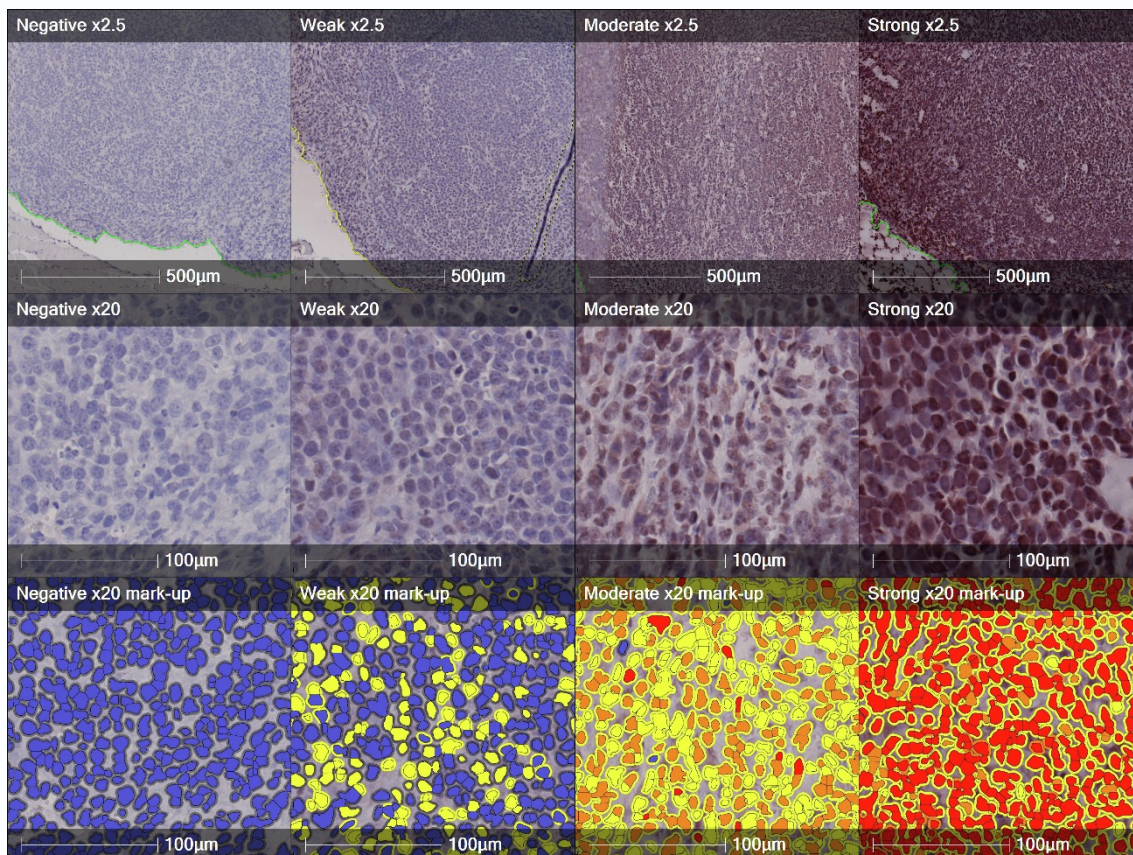 Negative x2.5
Weak x2.5
Moderate x2.5
Strong x2.5
500µm
500µm
500µm
500µm
Negative x20
Weak x20
Moderate x20
Strong x20
100µm
100µm
100µm
100µm
Negative x20 mark-up
Weak x20 mark-up
Moderate x20 mark-up
Strong x20 mark-up
100µm
100µm
100µm
100µm